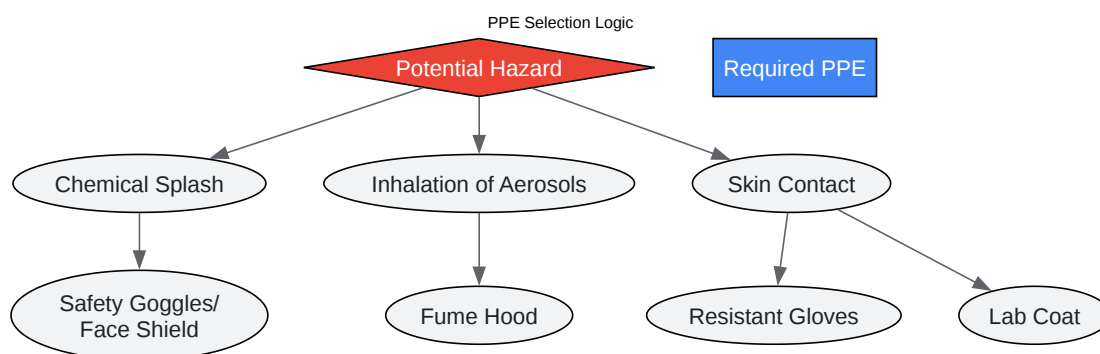 PPE Selection Logic
Potential Hazard
Required PPE
Chemical Splash
Inhalation of Aerosols
Skin Contact
Safety Goggles/
Face Shield
Fume Hood
Resistant Gloves
Lab Coat